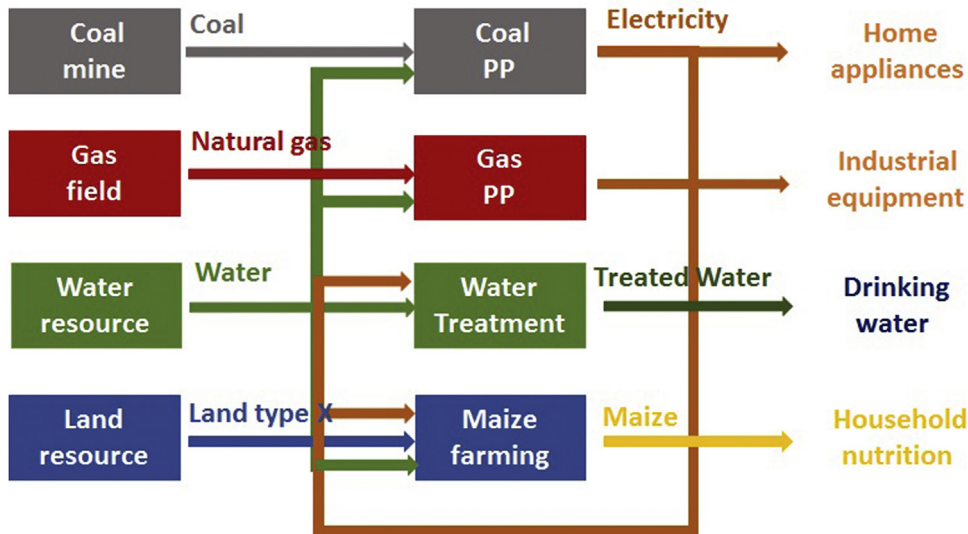 Coal
mine
Coal
Coal
PP
Electricity
Home
appliances
Gas
field
Natural gas
Gas
PP
Industrial
equipment
Water
resource
Water
Water
Treatment
Treated Water
Drinking
water
Land
resource
Land type X
Maize
farming
Maize
Household
nutrition